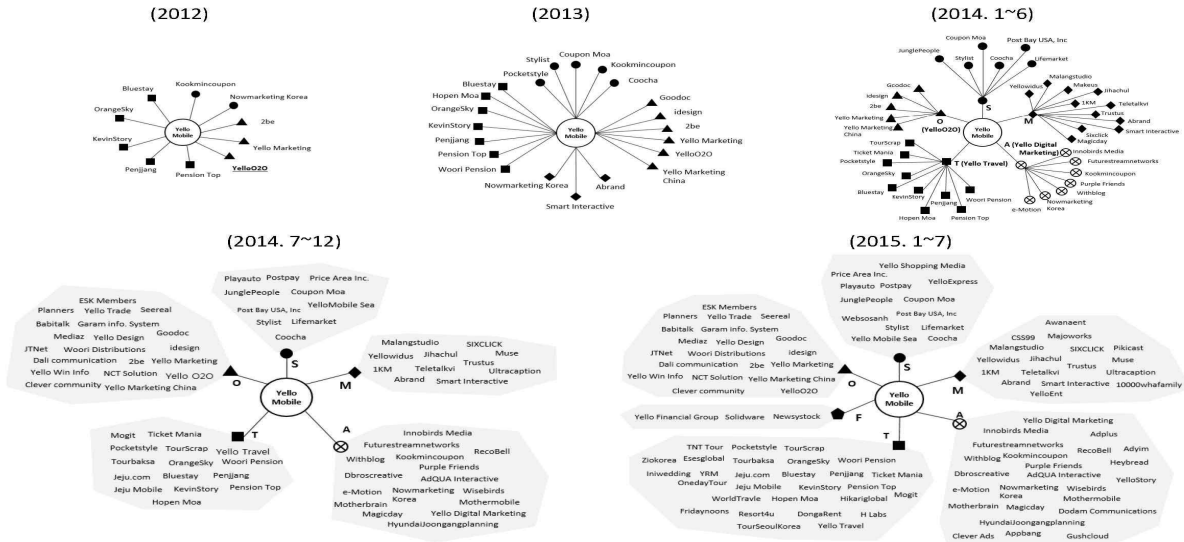 (2012)
Kookmincoupon
Bluestay
Nowmarketing Korea
OrangeSky
2be
Yello
Mobile
KevinStory
Yello Marketing
Penjjang
Pension Top
YelloO2O
(2013)
Coupon Moa
Stylist
Kookmincoupon
Pocketstyle
Coocha
Bluestay
Hopen Moa
Goodoc
OrangeSky
idesign
KevinStory
Yello
Mobile
2be
Penjjang
Yello Marketing
Pension Top
YelloO2O
Woori Pension
Yello Marketing
China
Nowmarketing Korea
Abrand
Smart Interactive
(2014. 1~6)
Coupon Moa
Post Bay USA, Inc
JunglePeople
Stylist
Coocha
Lifemarket
Malangstudio
Goodoc
Yellowidus
Makeus
Jihachul
idesign
1KM
Teletalkvi
2be
S
M
Trustus
Yello Marketing
O
(YelloO2O)
Yello
Mobile
Abrand
Yello Marketing
China
Sixclick
Smart Interactive
Magicday
A (Yello Digital
Marketing)
TourScrap
Innobirds Media
Ticket Mania
T (Yello Travel)
Futurestreamnetworks
Pocketstyle
Kookmincoupon
OrangeSky
Purple Friends
Bluestay
Withblog
KevinStory
Woori Pension
Nowmarketing
Korea
Penjjang
e-Motion
Hopen Moa
Pension Top
(2014. 7~12)
Playauto Postpay Price Area Inc.
JunglePeople Coupon Moa
YelloMobile Sea
Post Bay USA, Inc
Stylist Lifemarket
Coocha
S
ESK Members
Planners Yello Trade Seereal
Babitalk Garam info. System
Mediaz Yello Design Goodoc
JTNet Woori Distributions idesign
Dali communication 2be Yello Marketing
Yello Win Info NCT Solution Yello O2O
Clever community Yello Marketing China
O
Yello
Mobile
Malangstudio SIXCLICK
Yellowidus Jihachul Muse
1KM Teletalkvi Trustus
Ultracaption
Abrand Smart Interactive
M
T
Mogit Ticket Mania
Pocketstyle TourScrap Yello Travel
Tourbaksa OrangeSky Woori Pension
Jeju.com Bluestay Penjjang
Jeju Mobile KevinStory Pension Top
Hopen Moa
A
Innobirds Media
Futurestreamnetworks RecoBell
Withblog Kookmincoupon
Purple Friends
Dbroscreative AdQUA Interactive
e-Motion Nowmarketing
Korea
Wisebirds
Motherbrain Mothermobile
Magicday Yello Digital Marketing
HyundaiJoongangplanning
(2015. 1~7)
Yello Shopping Media
Price Area Inc.
YelloExpress
Playauto Postpay
JunglePeople Coupon Moa
Websosanh Post Bay USA, Inc
Stylist Lifemarket
Yello Mobile Sea Coocha
S
ESK Members
Planners Yello Trade Seereal
Babitalk Garam info. System
Mediaz Yello Design Goodoc
JTNet Woori Distributions idesign
Dali communication 2be Yello Marketing
Yello Win Info NCT Solution Yello Marketing China
Clever community YelloO2O
O
Yello
Mobile
Awanaent
CSS99 Majoworks
Malangstudio SIXCLICK Pikicast
Yellowidus Jihachul Muse
1KM Teletalkvi Trustus Ultracaption
Abrand Smart Interactive 10000whafamily
YelloEnt
M
Yello Financial Group Solidware Newsystock
F
T
TNT Tour Pocketstyle TourScrap
Ziokorea Esesglobal Tourbaksa OrangeSky Woori Pension
Iniwedding YRM Jeju.com Bluestay Penjjang Ticket Mania
OnedayTour Jeju Mobile KevinStory Pension Top
WorldTravle Hopen Moa Hikariglobal Mogit
Fridaynoons Resort4u DongaRent H Labs
TourSeoulKorea Yello Travel
A
Yello Digital Marketing
Innobirds Media Adplus
Futurestreamnetworks RecoBell Adyim
Withblog Kookmincoupon Heybread
Purple Friends
Dbroscreative AdQUA Interactive YelloStory
e-Motion Nowmarketing
Korea
Wisebirds
Mothermobile
Motherbrain Magicday Dodam Communications
HyundaiJoongangplanning
Clever Ads Appbang Gushcloud